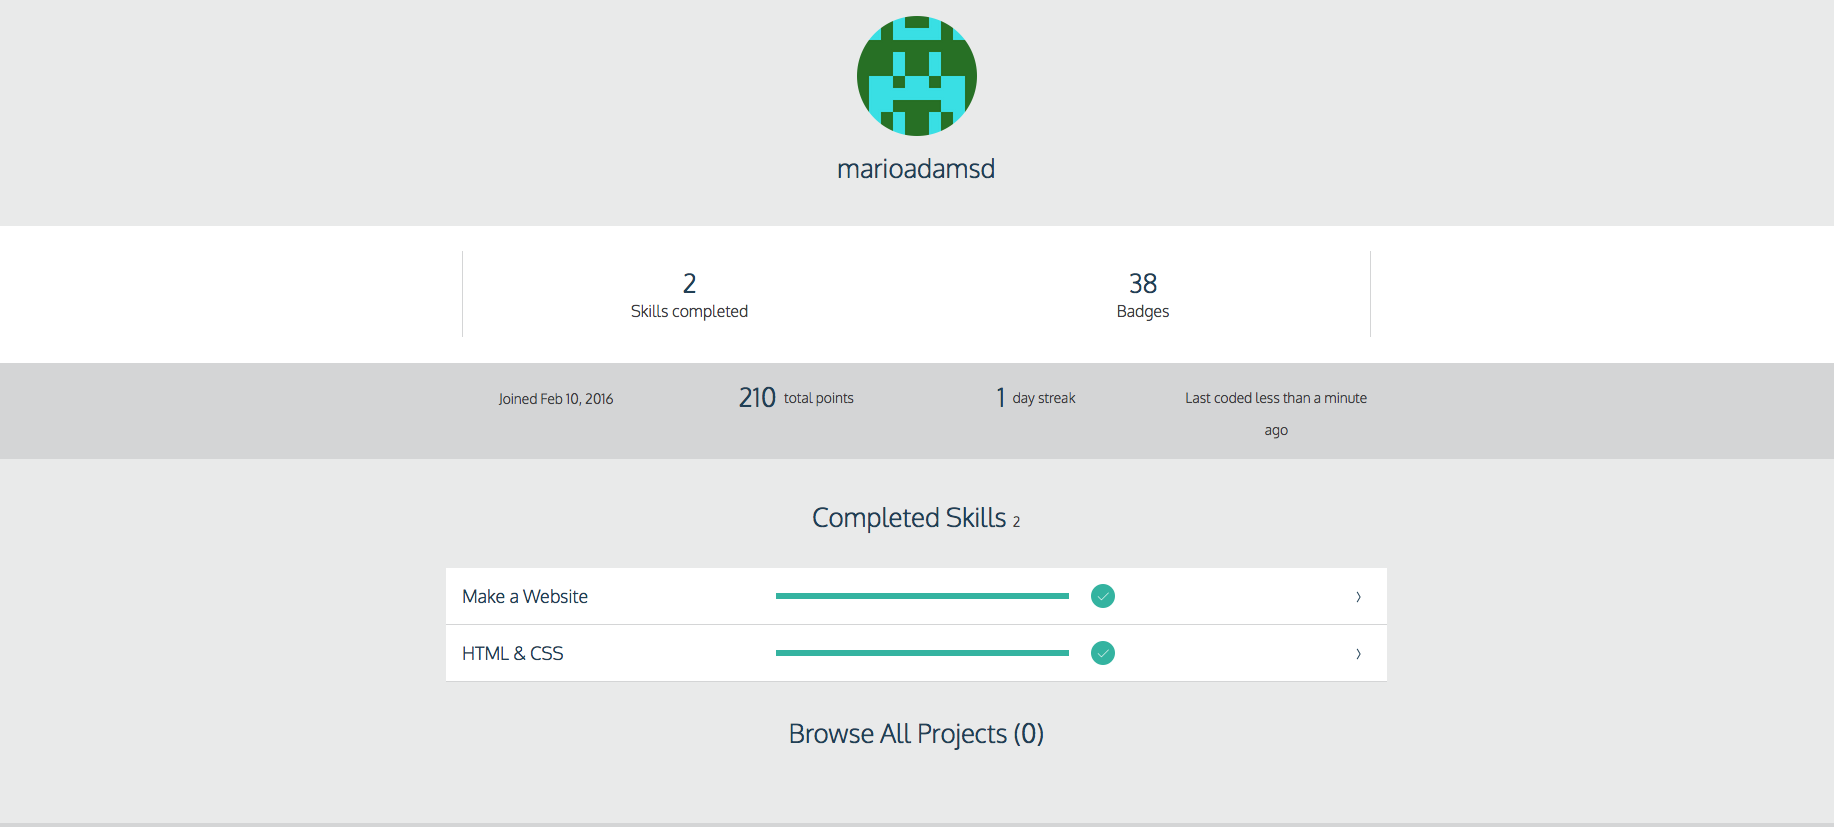 marioadamsd
2
Skills completed
38
Badges
Joined Feb 10, 2016
210 total points
1 day streak
Last coded less than a minute
ago
Completed Skills 2
Make a Website
HTML & CSS
Browse All Projects (0)